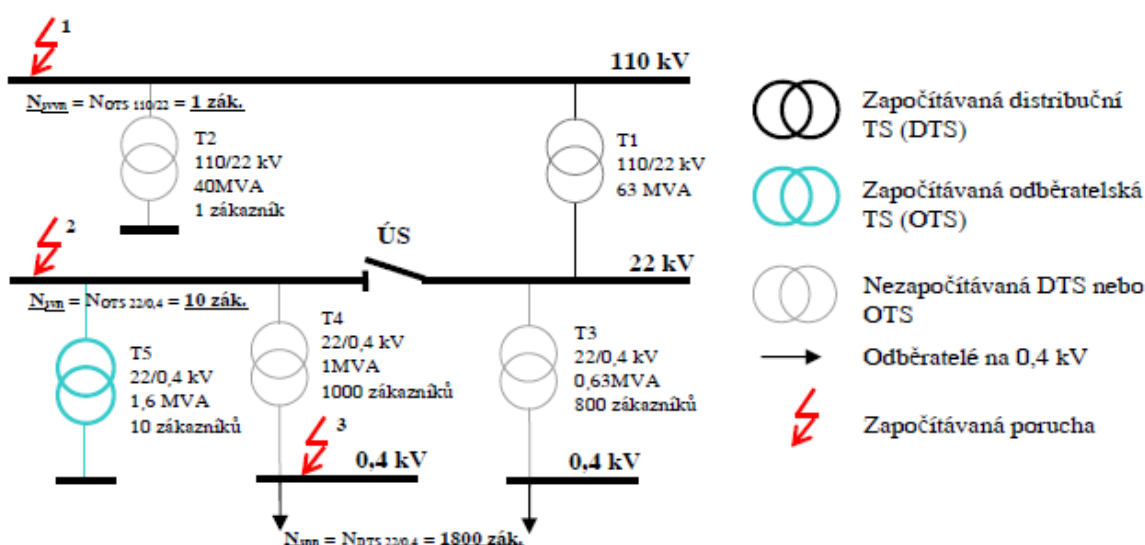 1
110 kV
N_svvn = N_OTS 110/22 = 1 zák.
T2
110/22 kV
40MVA
1 zákazník
T1
110/22 kV
63 MVA
2
ÚS
22 kV
N_svn = N_OTS 22/0,4 = 10 zák.
T5
22/0,4 kV
1,6 MVA
10 zákazníků
T4
22/0,4 kV
1MVA
1000 zákazníků
T3
22/0,4 kV
0,63MVA
800 zákazníků
3
0,4 kV
0,4 kV
N_snn = N_DTS 22/0,4 = 1800 zák.
Započítávaná distribuční
TS (DTS)
Započítávaná odběratelská
TS (OTS)
Nezapočítávaná DTS nebo
OTS
Odběratelé na 0,4 kV
Započítávaná porucha